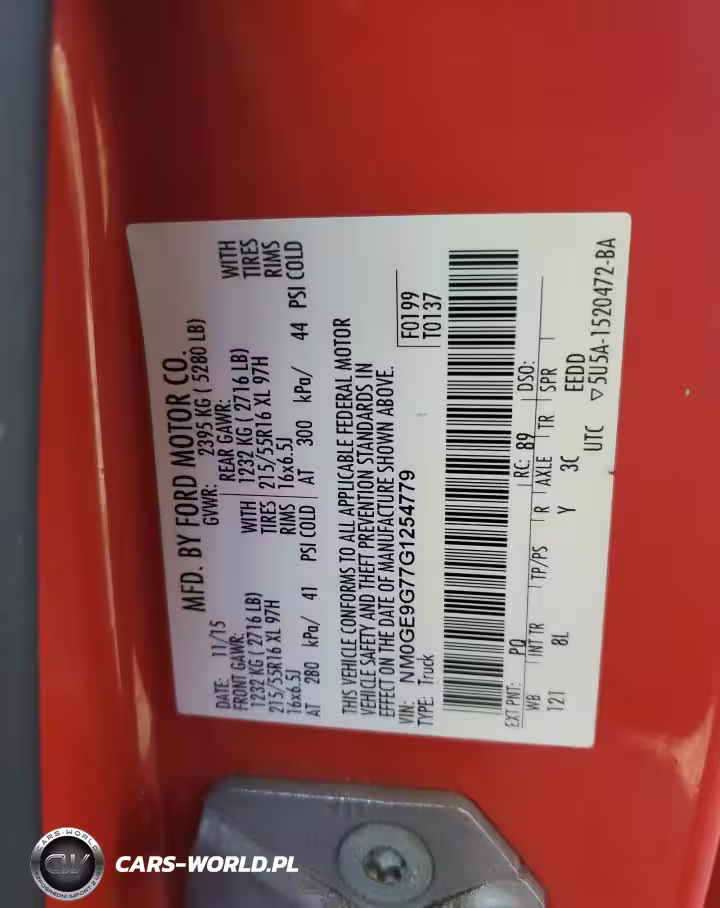 MFD. BY FORD MOTOR CO.
DATE: 11/15 GVWR: 2395 KG ( 5280 LB)
FRONT GAWR: REAR GAWR:
1232 KG ( 2716 LB) WITH 1232 KG ( 2716 LB) WITH
215/55R16 XL 97H TIRES 215/55R16 XL 97H TIRES
16x6.5J RIMS 16x6.5J RIMS
AT 280 kPa/ 41 PSI COLD AT 300 kPa/ 44 PSI COLD
THIS VEHICLE CONFORMS TO ALL APPLICABLE FEDERAL MOTOR
VEHICLE SAFETY AND THEFT PREVENTION STANDARDS IN
EFFECT ON THE DATE OF MANUFACTURE SHOWN ABOVE.
VIN: NM0GE9G77G1254779 F0199
TYPE: Truck T0137
EXT PNT: PQ RC: 89 DSO:
WB INT TR TP/PS R AXLE TR SPR
121 8L Y 3C EEDD
UTC ▽5U5A-1520472-BA
CARS-WORLD
CW
CARS-WORLD.PL